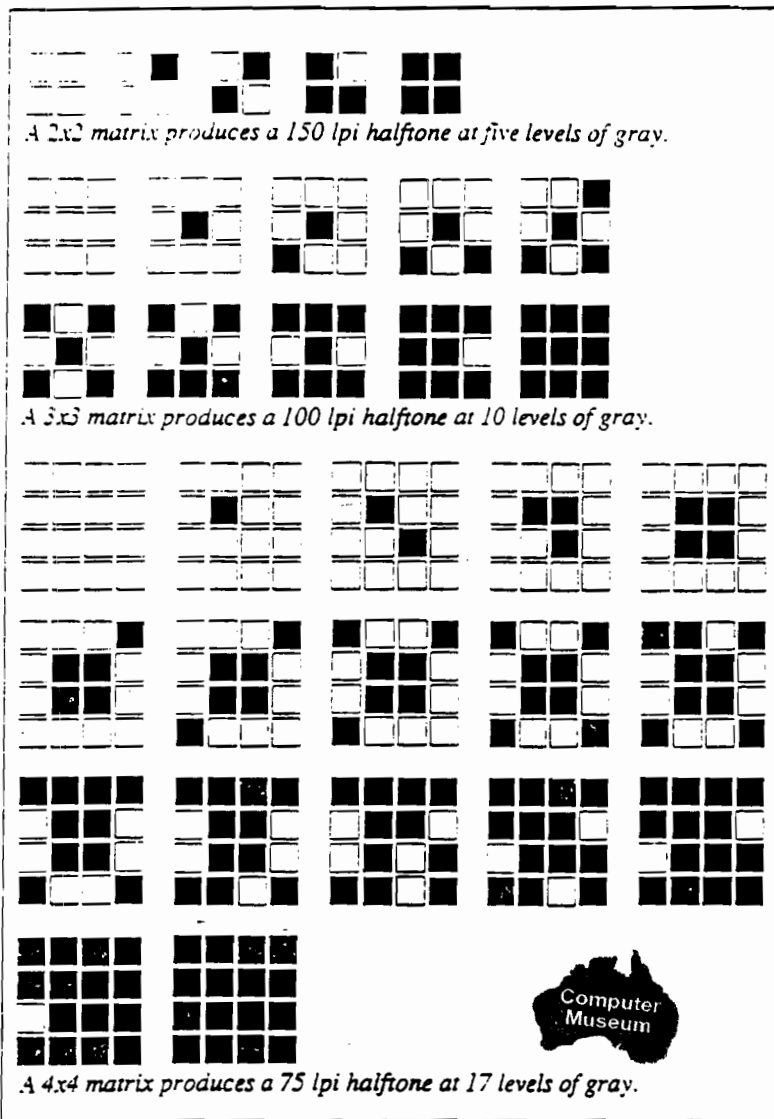 A 2x2 matrix produces a 150 lpi halftone at five levels of gray.
A 3x3 matrix produces a 100 lpi halftone at 10 levels of gray.
Computer
Museum
A 4x4 matrix produces a 75 lpi halftone at 17 levels of gray.